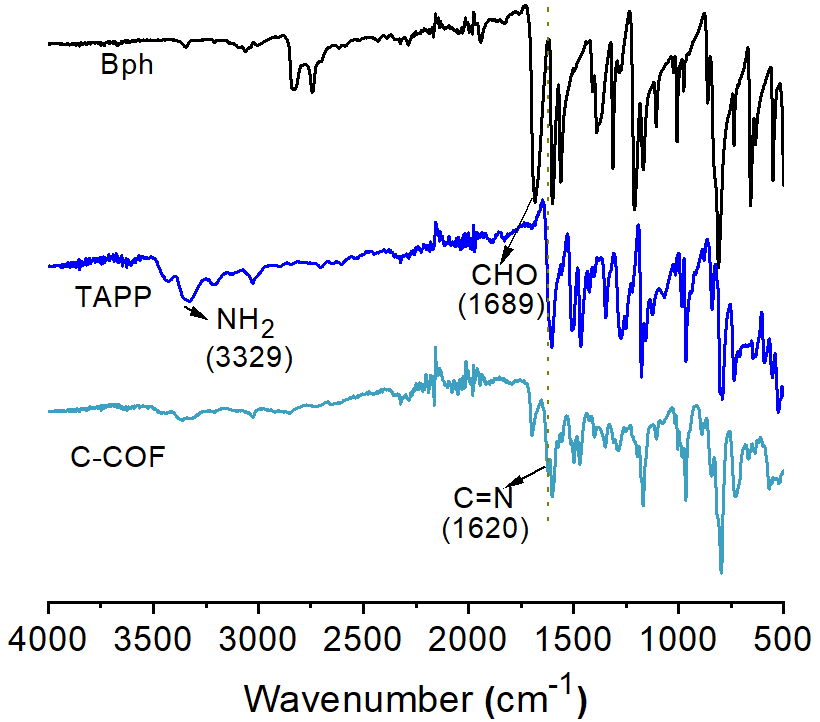 Bph
CHO
(1689)
TAPP
NH2
(3329)
C-COF
C=N
(1620)
4000 3500 3000 2500 2000 1500 1000 500
Wavenumber (cm-1)